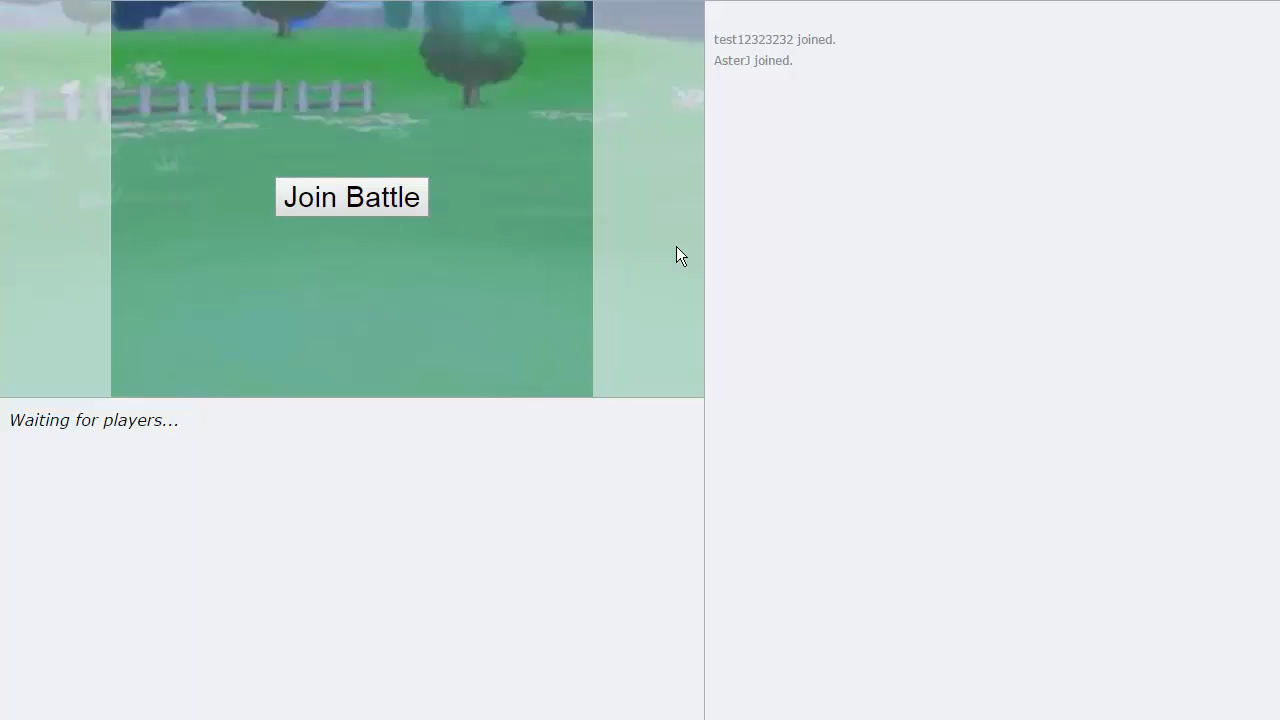 Join Battle
Waiting for players...
test12323232 joined.
AsterJ joined.